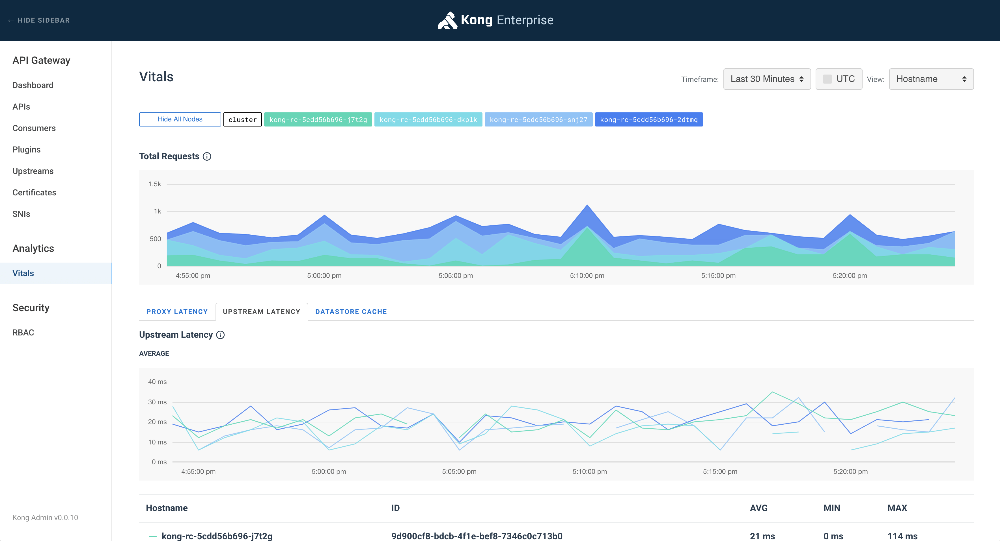 ← HIDE SIDEBAR
Kong Enterprise
API Gateway
Dashboard
APIs
Consumers
Plugins
Upstreams
Certificates
SNIs
Analytics
Vitals
Security
RBAC
Kong Admin v0.0.10
Vitals
Timeframe: Last 30 Minutes UTC View: Hostname
Hide All Nodes cluster kong-rc-5cdd56b696-j7t2g kong-rc-5cdd56b696-dkplk kong-rc-5cdd56b696-snj27 kong-rc-5cdd56b696-2dtmq
Total Requests
1.5k
1k
500
0
4:55:00 pm 5:00:00 pm 5:05:00 pm 5:10:00 pm 5:15:00 pm 5:20:00 pm
PROXY LATENCY UPSTREAM LATENCY DATASTORE CACHE
Upstream Latency
AVERAGE
40 ms
30 ms
20 ms
10 ms
0 ms
4:55:00 pm 5:00:00 pm 5:05:00 pm 5:10:00 pm 5:15:00 pm 5:20:00 pm
Hostname ID AVG MIN MAX
kong-rc-5cdd56b696-j7t2g 9d900cf8-bdcb-4f1e-bef8-7346c0c713b0 21 ms 0 ms 114 ms